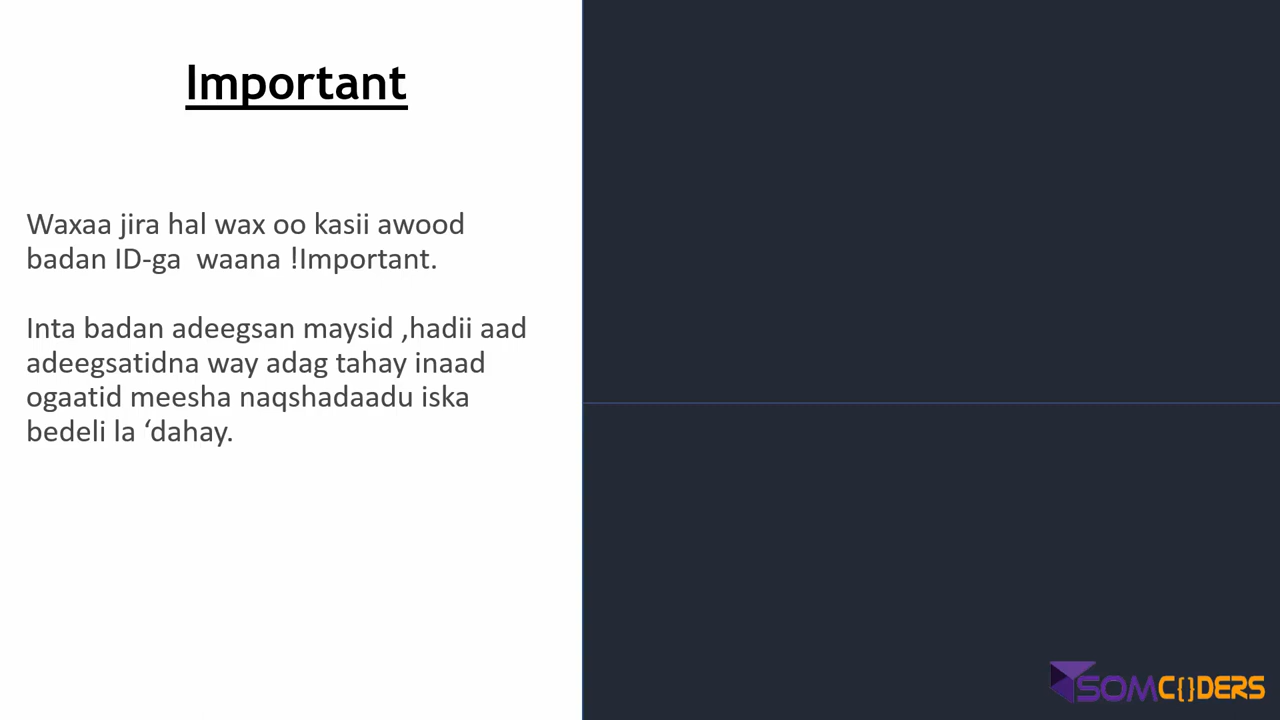 Important
Waxaa jira hal wax oo kasii awood
badan ID-ga  waana !Important.
Inta badan adeegsan maysid ,hadii aad
adeegsatidna way adag tahay inaad
ogaatid meesha naqshadaadu iska
bedeli la ‘dahay.
SOMC{}DERS